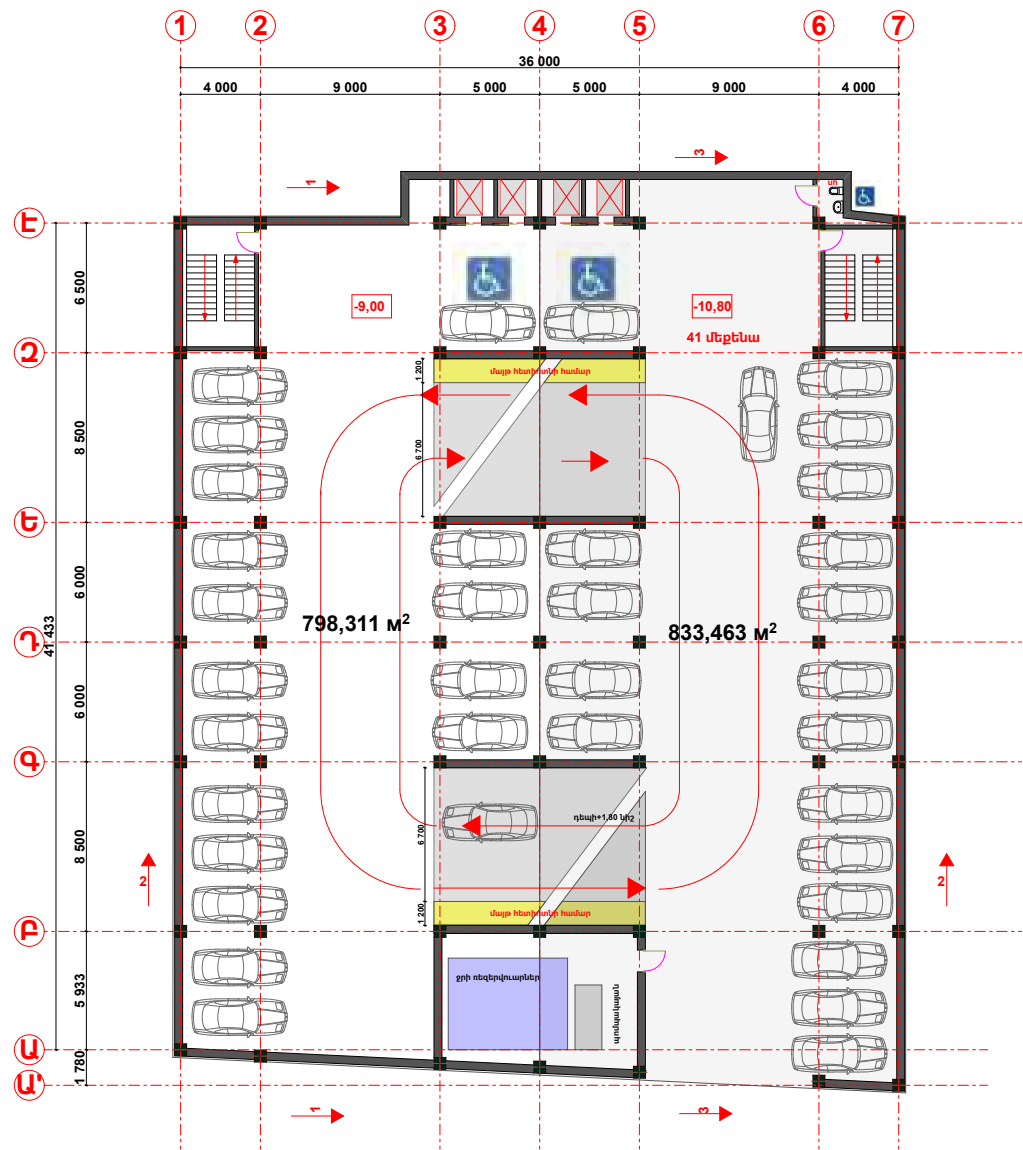 1 2 3 4 5 6 7
36 000
4 000 9 000 5 000 5 000 9 000 4 000
1
3
սհ
Է
6 500
-9,00
-10,80
41 մեքենա
Զ
1 200
մայթ հետիոտնի համար
8 500
6 700
Ե
6 000
798,311 м²
833,463 м²
Դ
41 433
6 000
Գ
8 500
6 700
դեպի+1.80 նիշ
2
2
1 200
մայթ հետիոտնի համար
Բ
5 933
ջրի ռեզերվուարներ
պոմպակայան
Ա
1 780
Ա'
1
3